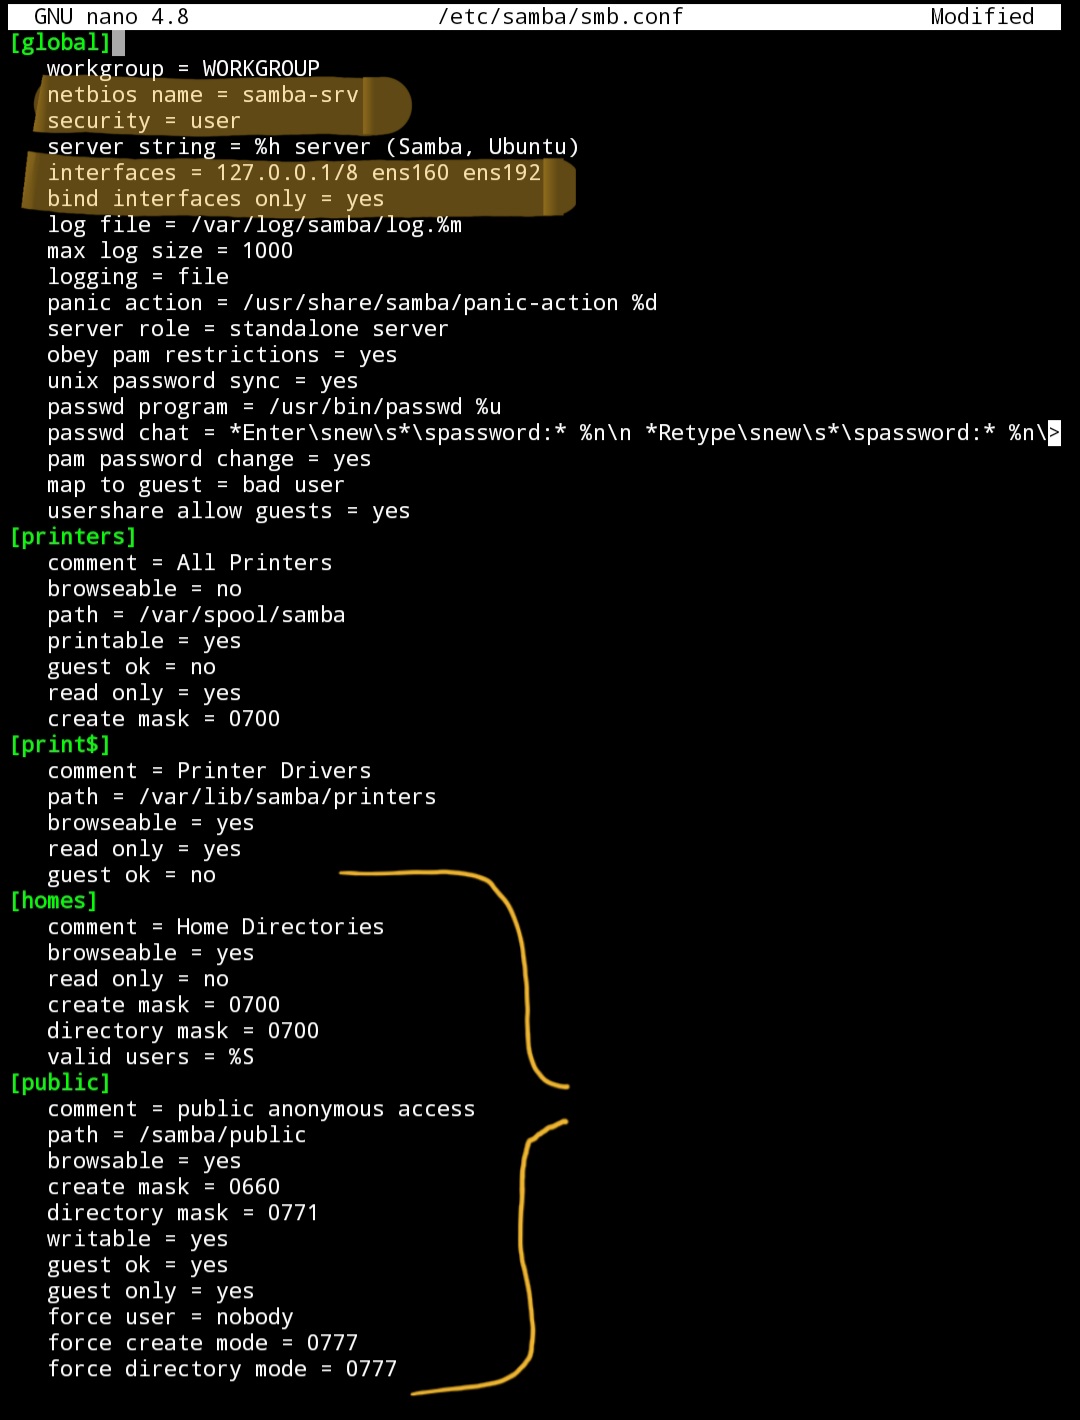 GNU nano 4.8 /etc/samba/smb.conf Modified
[global]
workgroup = WORKGROUP
netbios name = samba-srv
security = user
server string = %h server (Samba, Ubuntu)
interfaces = 127.0.0.1/8 ens160 ens192
bind interfaces only = yes
log file = /var/log/samba/log.%m
max log size = 1000
logging = file
panic action = /usr/share/samba/panic-action %d
server role = standalone server
obey pam restrictions = yes
unix password sync = yes
passwd program = /usr/bin/passwd %u
passwd chat = *Enter\snew\s*\spassword:* %n\n *Retype\snew\s*\spassword:* %n\>
pam password change = yes
map to guest = bad user
usershare allow guests = yes
[printers]
comment = All Printers
browseable = no
path = /var/spool/samba
printable = yes
guest ok = no
read only = yes
create mask = 0700
[print$]
comment = Printer Drivers
path = /var/lib/samba/printers
browseable = yes
read only = yes
guest ok = no
[homes]
comment = Home Directories
browseable = yes
read only = no
create mask = 0700
directory mask = 0700
valid users = %S
[public]
comment = public anonymous access
path = /samba/public
browsable = yes
create mask = 0660
directory mask = 0771
writable = yes
guest ok = yes
guest only = yes
force user = nobody
force create mode = 0777
force directory mode = 0777